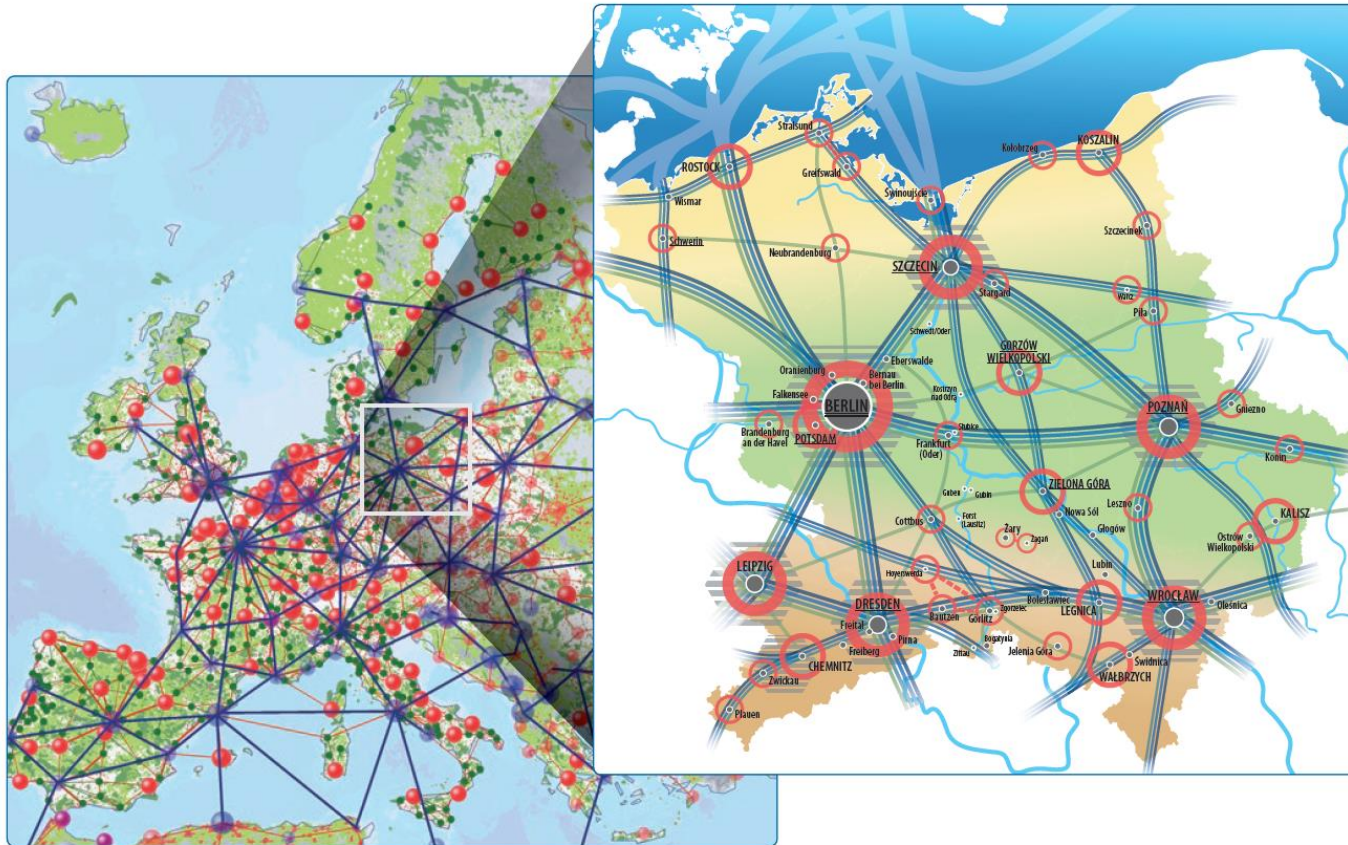 Stralsund
KOSZALIN
Kołobrzeg
ROSTOCK
Greifswald
Świnoujście
Wismar
Szczecinek
Schwerin
Neubrandenburg
SZCZECIN
Stargard
Wałcz
Piła
Schwedt/Oder
GORZÓW
WIELKOPOLSKI
Eberswalde
Oranienburg
Bernau
bei Berlin
Kostrzyn
nad Odrą
Falkensee
BERLIN
POZNAŃ
Gniezno
Brandenburg
an der Havel
POTSDAM
Słubice
Frankfurt
(Oder)
Konin
ZIELONA GÓRA
Guben
Gubin
Leszno
Nowa Sól
KALISZ
Cottbus
Forst
(Lausitz)
Żary
Żagań
Głogów
Ostrów
Wielkopolski
LEIPZIG
Hoyerswerda
Lubin
DRESDEN
Bolesławiec
LEGNICA
WROCŁAW
Oleśnica
Bautzen
Görlitz
Zgorzelec
Freital
Pirna
Freiberg
Bogatynia
Zittau
Jelenia Góra
Świdnica
CHEMNITZ
WAŁBRZYCH
Zwickau
Plauen